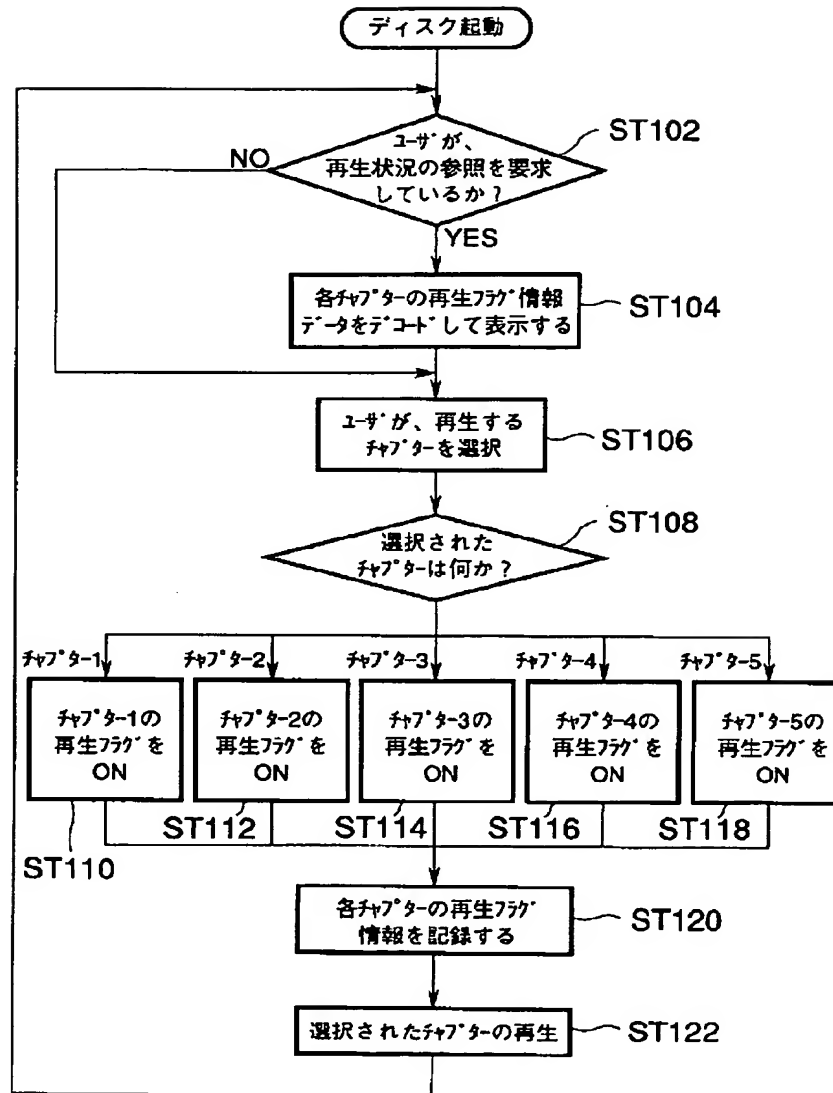 ディスク起動
ユーザが、
再生状況の参照を要求
しているか?
ST102
NO
YES
各チャプターの再生フラグ情報
データをデコードして表示する
ST104
ユーザが、再生する
チャプターを選択
ST106
選択された
チャプターは何か?
ST108
チャプター1
チャプター2
チャプター3
チャプター4
チャプター5
チャプター1の
再生フラグを
ON
チャプター2の
再生フラグを
ON
チャプター3の
再生フラグを
ON
チャプター4の
再生フラグを
ON
チャプター5の
再生フラグを
ON
ST110
ST112
ST114
ST116
ST118
各チャプターの再生フラグ
情報を記録する
ST120
選択されたチャプターの再生
ST122